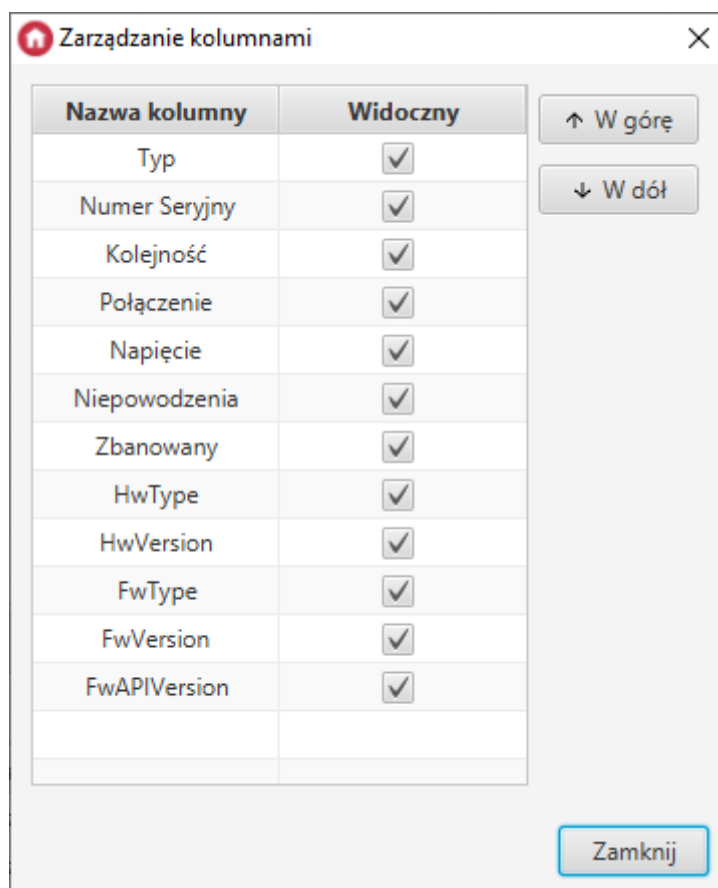 Zarządzanie kolumnami
Nazwa kolumny Widoczny
↑ W górę
Typ
↓ W dół
Numer Seryjny
Kolejność
Połączenie
Napięcie
Niepowodzenia
Zbanowany
HwType
HwVersion
FwType
FwVersion
FwAPIVersion
Zamknij